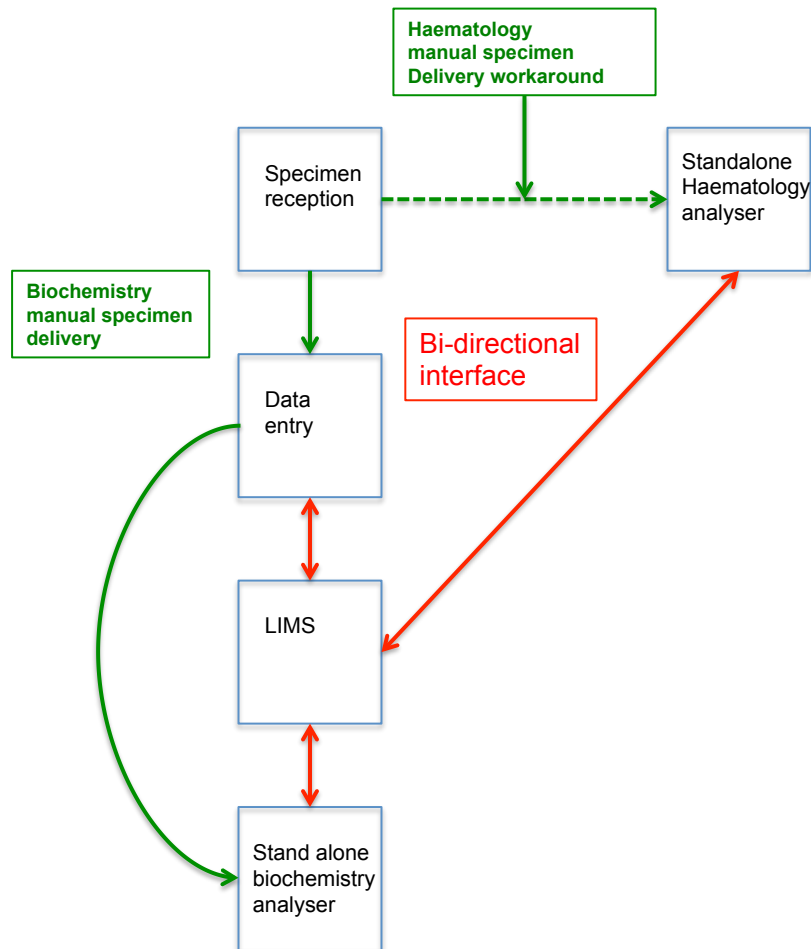 Haematology
manual specimen
Delivery workaround
Specimen
reception
Standalone
Haematology
analyser
Biochemistry
manual specimen
delivery
Bi-directional
interface
Data
entry
LIMS
Stand alone
biochemistry
analyser